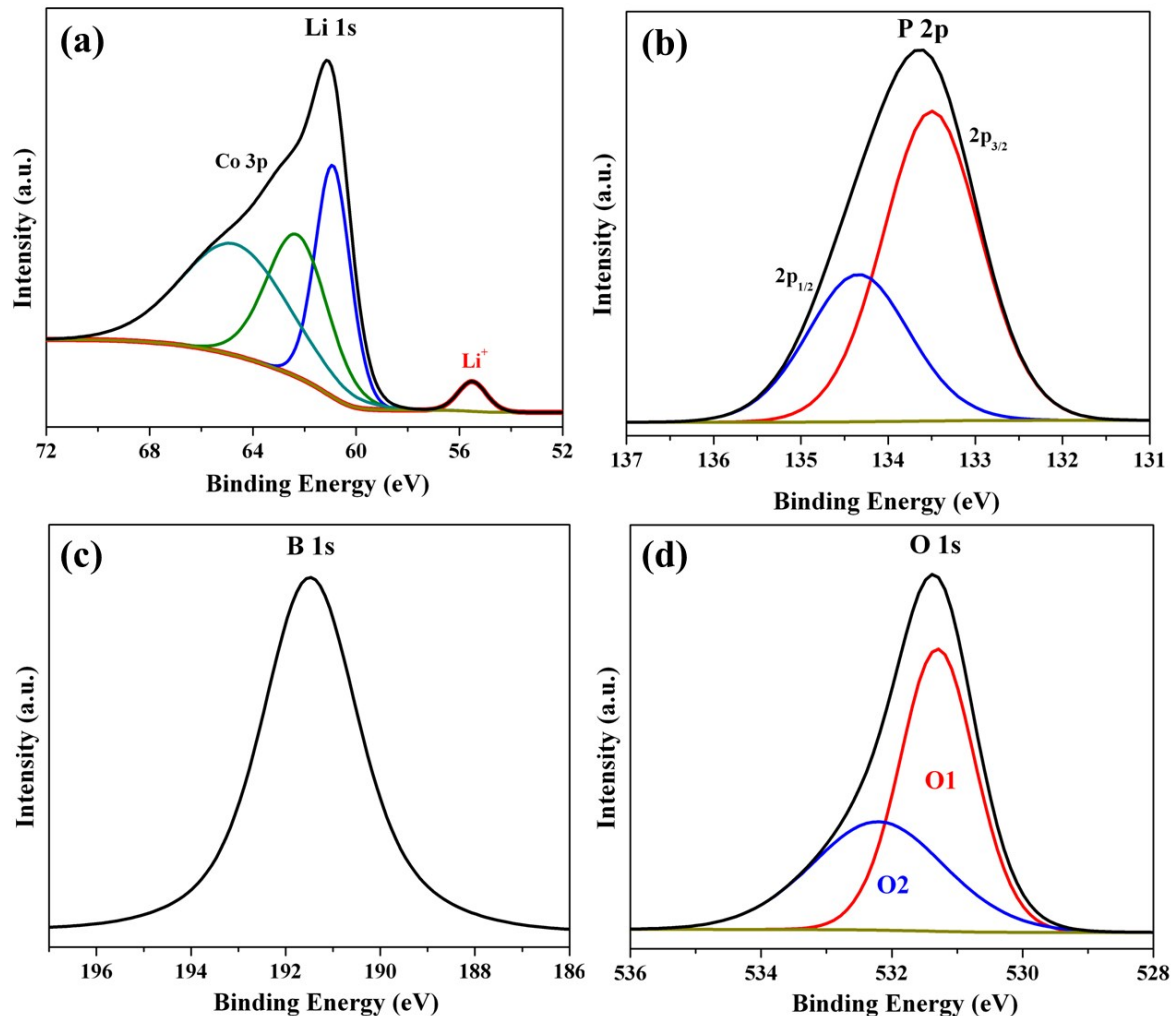 (a)
Li 1s
Co 3p
Li⁺
Intensity (a.u.)
72 68 64 60 56 52
Binding Energy (eV)
(b)
P 2p
2p₃/₂
2p₁/₂
Intensity (a.u.)
137 136 135 134 133 132 131
Binding Energy (eV)
(c)
B 1s
Intensity (a.u.)
196 194 192 190 188 186
Binding Energy (eV)
(d)
O 1s
O1
O2
Intensity (a.u.)
536 534 532 530 528
Binding Energy (eV)